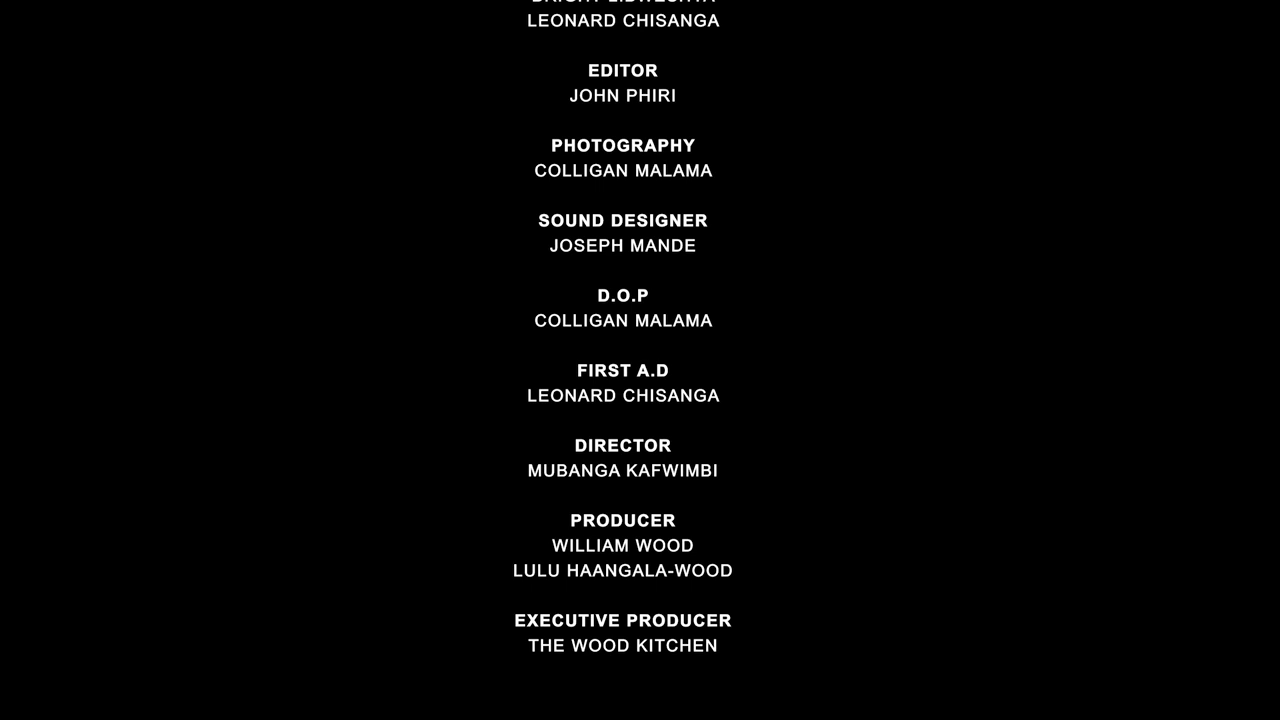 LEONARD CHISANGA
EDITOR
JOHN PHIRI
PHOTOGRAPHY
COLLIGAN MALAMA
SOUND DESIGNER
JOSEPH MANDE
D.O.P
COLLIGAN MALAMA
FIRST A.D
LEONARD CHISANGA
DIRECTOR
MUBANGA KAFWIMBI
PRODUCER
WILLIAM WOOD
LULU HAANGALA-WOOD
EXECUTIVE PRODUCER
THE WOOD KITCHEN